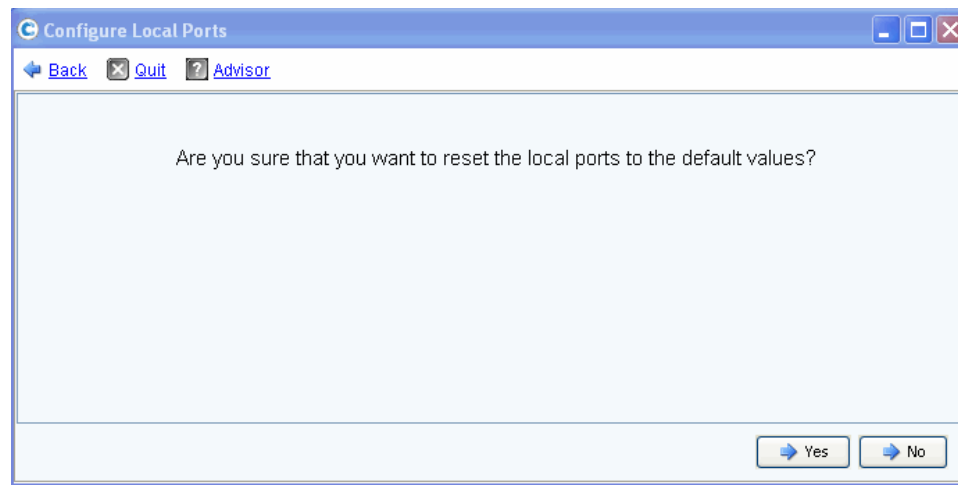 Configure Local Ports
Back Quit Advisor
Are you sure that you want to reset the local ports to the default values?
Yes No